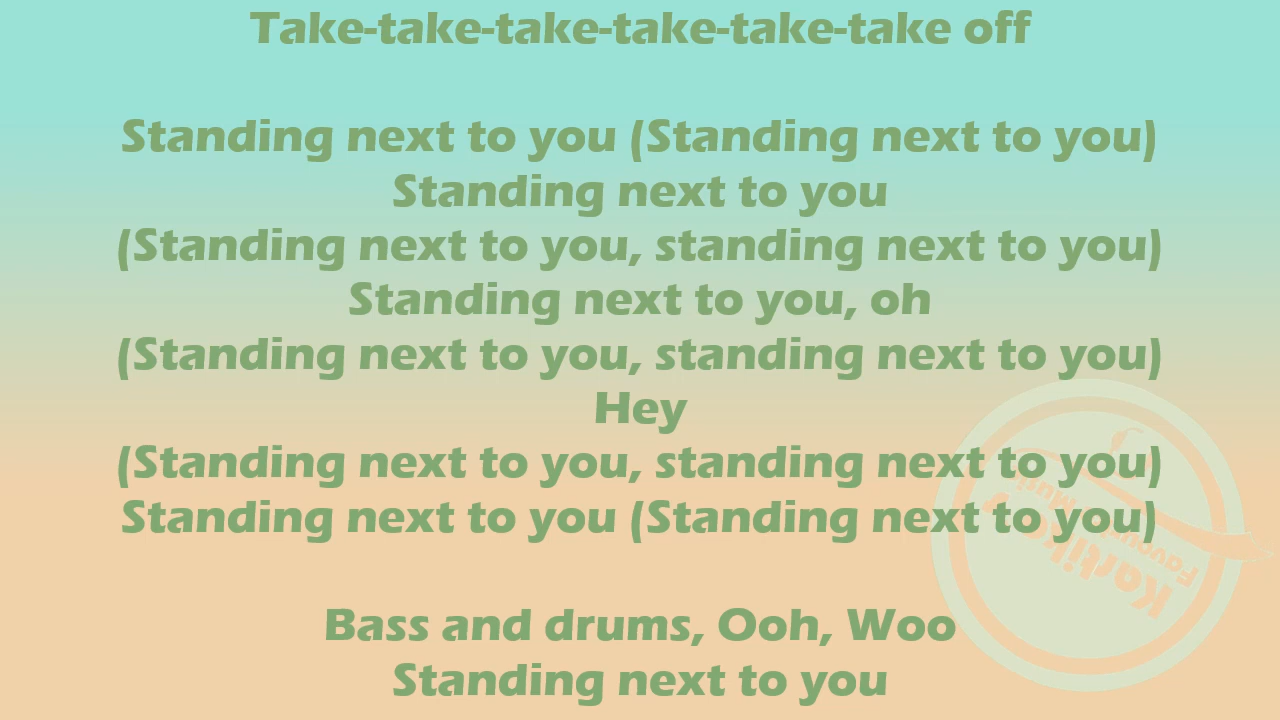 Take-take-take-take-take-take off
Standing next to you (Standing next to you)
Standing next to you
(Standing next to you, standing next to you)
Standing next to you, oh
(Standing next to you, standing next to you)
Hey
(Standing next to you, standing next to you)
Standing next to you (Standing next to you)
Bass and drums, Ooh, Woo
Standing next to you